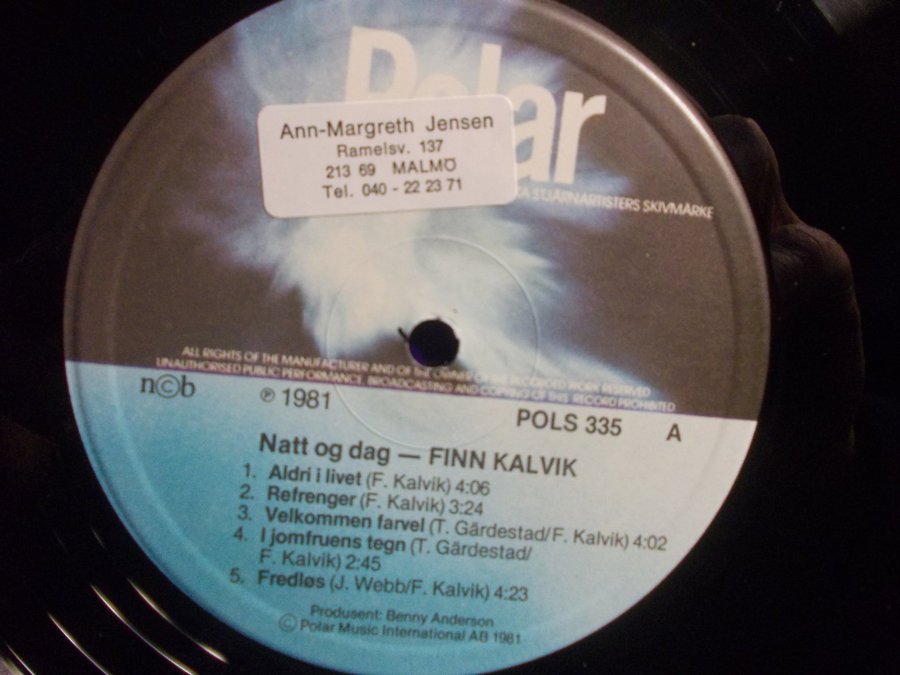 Polar
Ann-Margreth Jensen
Ramelsv. 137
213 69 MALMÖ
Tel. 040 - 22 23 71
STJÄRNARTISTERS SKIVMÄRKE
ALL RIGHTS OF THE MANUFACTURER AND OF THE OWNER OF THE RECORDED WORK RESERVED
UNAUTHORISED PUBLIC PERFORMANCE, BROADCASTING AND COPYING OF THIS RECORD PROHIBITED
n©b
℗ 1981
POLS 335 A
Natt og dag — FINN KALVIK
1. Aldri i livet (F. Kalvik) 4:06
2. Refrenger (F. Kalvik) 3:24
3. Velkommen farvel (T. Gärdestad/F. Kalvik) 4:02
4. I jomfruens tegn (T. Gärdestad/
F. Kalvik) 2:45
5. Fredløs (J. Webb/F. Kalvik) 4:23
Produsent: Benny Anderson
© Polar Music International AB 1981